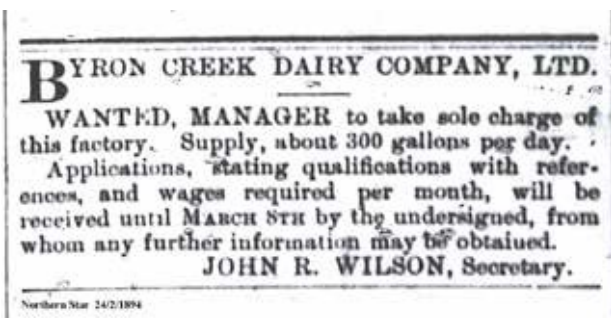 BYRON CREEK DAIRY COMPANY, LTD.
WANTED, MANAGER to take sole charge of
this factory. Supply, about 300 gallons per day.
Applications, stating qualifications with refer-
ences, and wages required per month, will be
received until MARCH 8TH by the undersigned, from
whom any further information may be obtained.
JOHN R. WILSON, Secretary.
Northern Star 24/2/1894